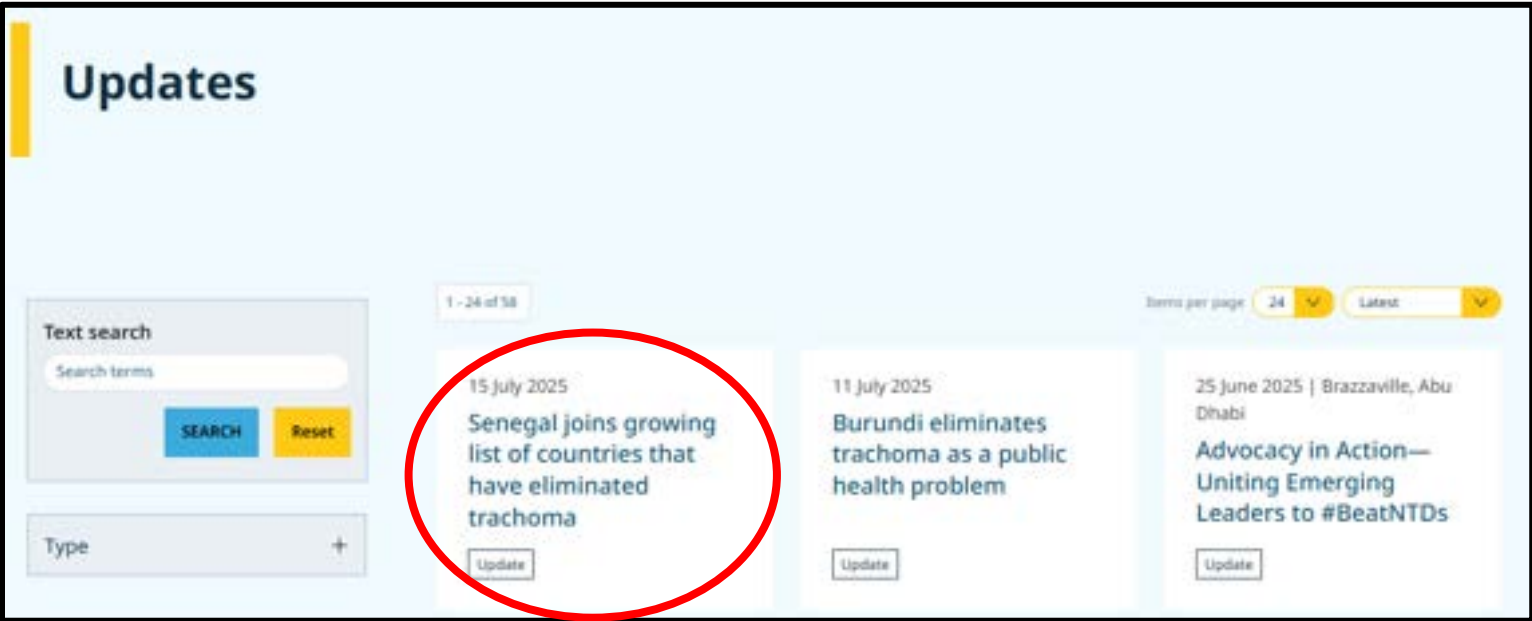 Updates
1 - 24 of 58
Items per page
24
Latest
Text search
Search terms
SEARCH
Reset
Type
+
15 July 2025
Senegal joins growing
list of countries that
have eliminated
trachoma
Update
11 July 2025
Burundi eliminates
trachoma as a public
health problem
Update
25 June 2025 | Brazzaville, Abu
Dhabi
Advocacy in Action—
Uniting Emerging
Leaders to #BeatNTDs
Update